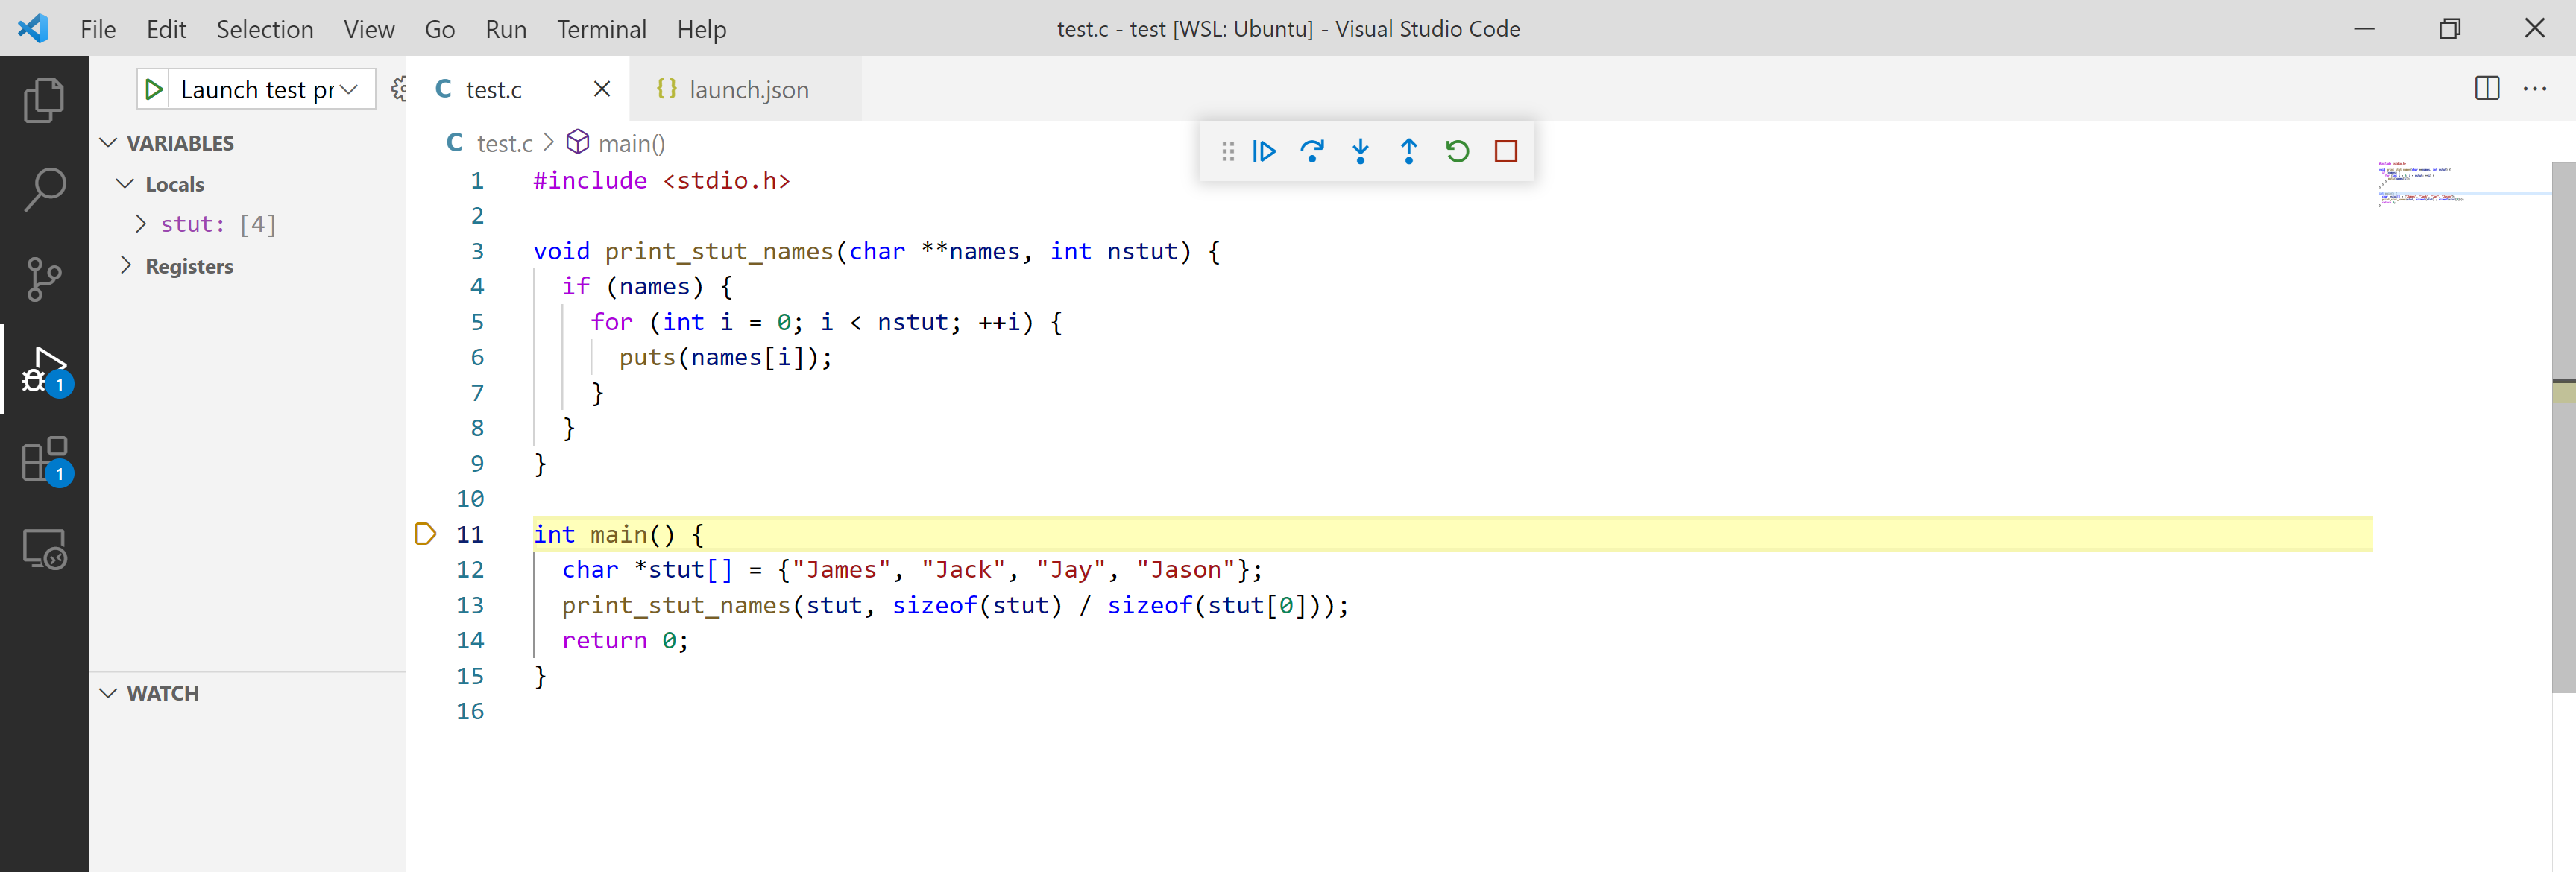 File Edit Selection View Go Run Terminal Help
test.c - test [WSL: Ubuntu] - Visual Studio Code
Launch test pr
test.c
{} launch.json
VARIABLES
Locals
stut: [4]
Registers
1
1
WATCH
C test.c > main()
1 #include <stdio.h>
2
3 void print_stut_names(char **names, int nstut) {
4 if (names) {
5 for (int i = 0; i < nstut; ++i) {
6 puts(names[i]);
7 }
8 }
9 }
10
11 int main() {
12 char *stut[] = {"James", "Jack", "Jay", "Jason"};
13 print_stut_names(stut, sizeof(stut) / sizeof(stut[0]));
14 return 0;
15 }
16